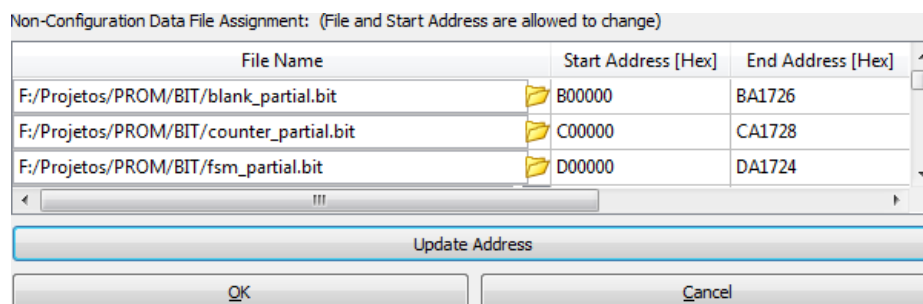 Non-Configuration Data File Assignment: (File and Start Address are allowed to change)
File Name Start Address [Hex] End Address [Hex]
F:/Projetos/PROM/BIT/blank_partial.bit B00000 BA1726
F:/Projetos/PROM/BIT/counter_partial.bit C00000 CA1728
F:/Projetos/PROM/BIT/fsm_partial.bit D00000 DA1724
Update Address
OK Cancel